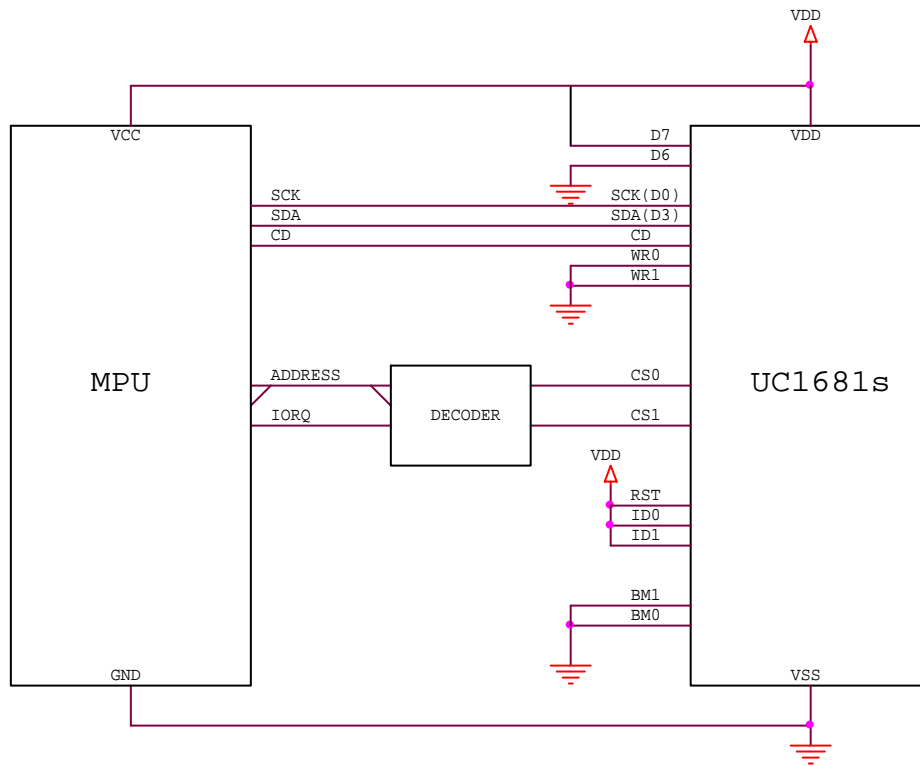 VDD
VCC
VDD
D7
D6
SCK
SCK(D0)
SDA
SDA(D3)
CD
CD
WR0
WR1
MPU
ADDRESS
CS0
UC1681s
IORQ
DECODER
CS1
VDD
RST
ID0
ID1
BM1
BM0
GND
VSS